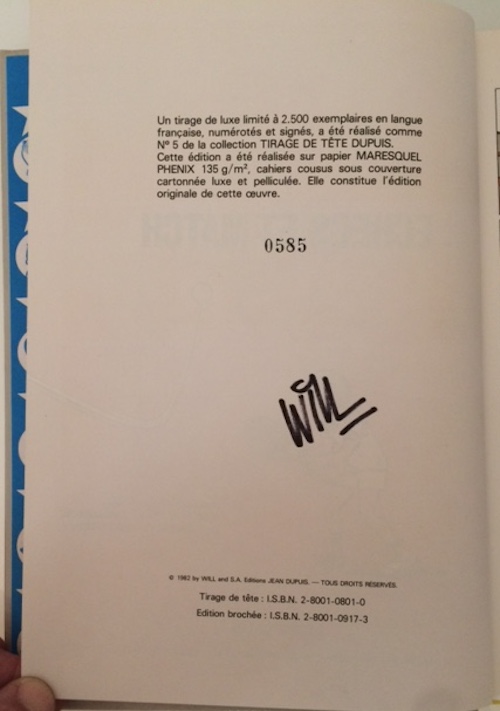 Un tirage de luxe limité à 2.500 exemplaires en langue
française, numérotés et signés, a été réalisé comme
N° 5 de la collection TIRAGE DE TÊTE DUPUIS.
Cette édition a été réalisée sur papier MARESQUEL
PHENIX 135 g/m², cahiers cousus sous couverture
cartonnée luxe et pelliculée. Elle constitue l'édition
originale de cette œuvre.
0585
WILL
© 1982 by WILL and S.A. Editions JEAN DUPUIS. — TOUS DROITS RÉSERVÉS.
Tirage de tête : I.S.B.N. 2-8001-0801-0
Edition brochée : I.S.B.N. 2-8001-0917-3